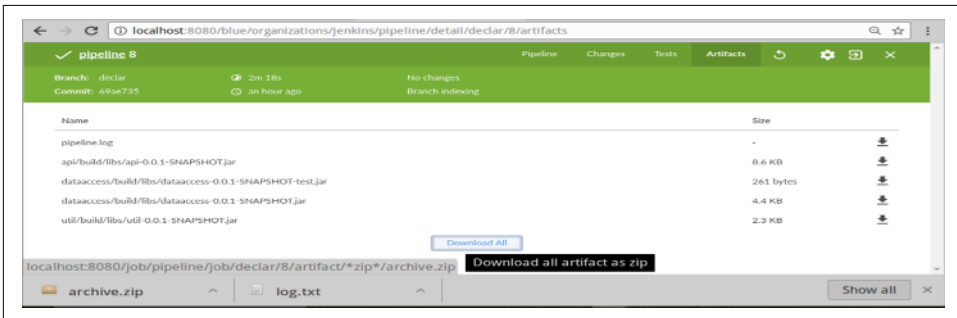 localhost:8080/blue/organizations/jenkins/pipeline/detail/declar/8/artifacts
pipeline 8 Pipeline Changes Tests Artifacts
Branch: declar 2m 18s No changes
Commit: 69ae735 an hour ago Branch indexing
Name Size
pipeline.log -
api/build/libs/api-0.0.1-SNAPSHOT.jar 8.6 KB
dataaccess/build/libs/dataaccess-0.0.1-SNAPSHOT-test.jar 261 bytes
dataaccess/build/libs/dataaccess-0.0.1-SNAPSHOT.jar 4.4 KB
util/build/libs/util-0.0.1-SNAPSHOT.jar 2.3 KB
Download All
localhost:8080/job/pipeline/job/declar/8/artifact/*zip*/archive.zip Download all artifact as zip
archive.zip log.txt Show all